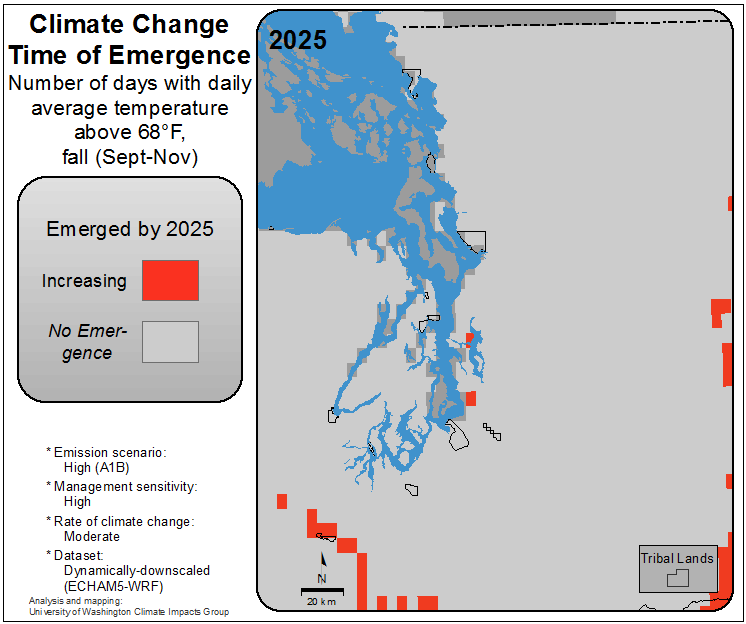 Climate Change
Time of Emergence
Number of days with daily
average temperature
above 68°F,
fall (Sept-Nov)
Emerged by 2025
Increasing
No Emer-
gence
* Emission scenario:
High (A1B)
* Management sensitivity:
High
* Rate of climate change:
Moderate
* Dataset:
Dynamically-downscaled
(ECHAM5-WRF)
Analysis and mapping:
University of Washington Climate Impacts Group
2025
N
20 km
Tribal Lands